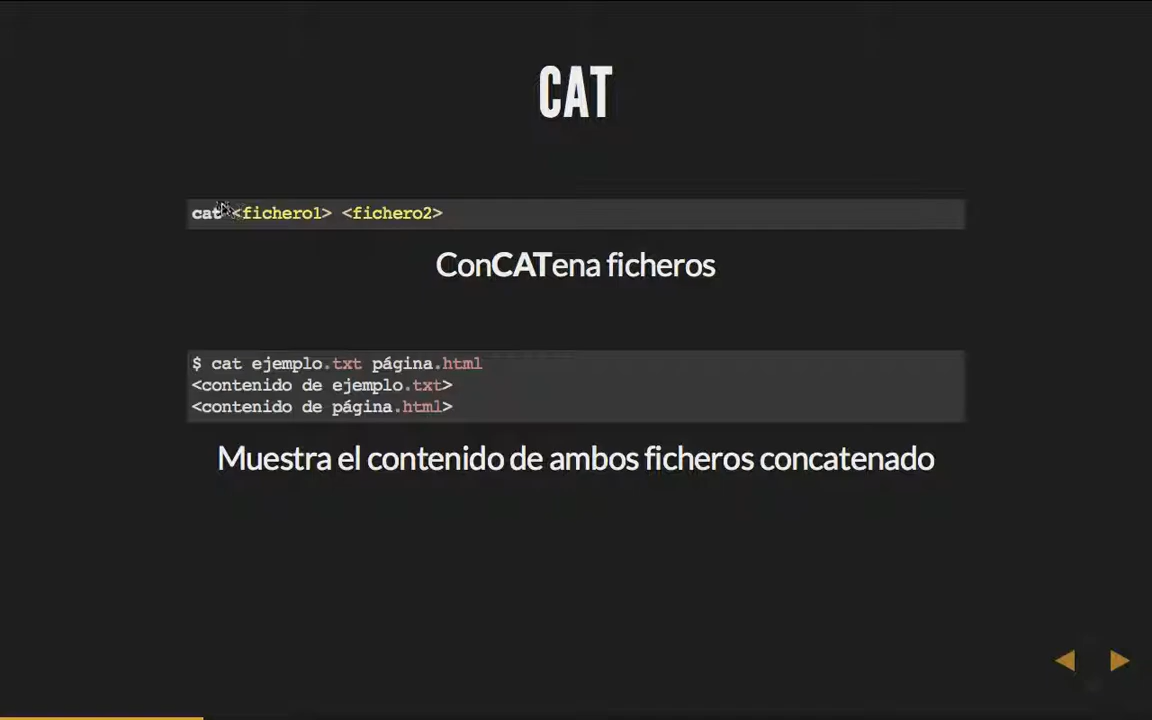 CAT
cat <fichero1> <fichero2>
ConCATena ficheros
$ cat ejemplo.txt página.html
<contenido de ejemplo.txt>
<contenido de página.html>
Muestra el contenido de ambos ficheros concatenado